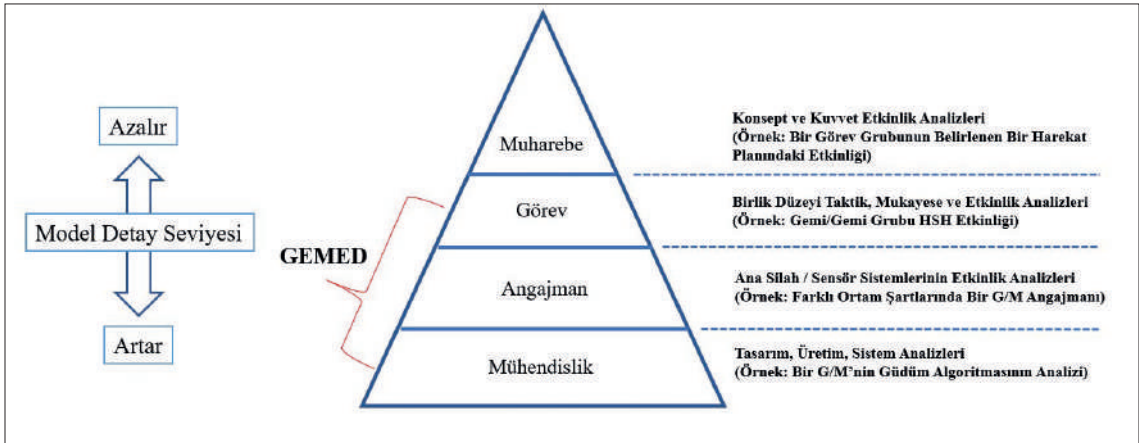 Azalır
Model Detay Seviyesi
Artar
GEMED
Muharebe
Görev
Angajman
Mühendislik
Konsept ve Kuvvet Etkinlik Analizleri
(Örnek: Bir Görev Grubunun Belirlenen Bir Harekat
Planındaki Etkinliği)
Birlik Düzeyi Taktik, Mukayese ve Etkinlik Analizleri
(Örnek: Gemi/Gemi Grubu HSH Etkinliği)
Ana Silah / Sensör Sistemlerinin Etkinlik Analizleri
(Örnek: Farklı Ortam Şartlarında Bir G/M Angajmanı)
Tasarım, Üretim, Sistem Analizleri
(Örnek: Bir G/M’nin Güdüm Algoritmasının Analizi)